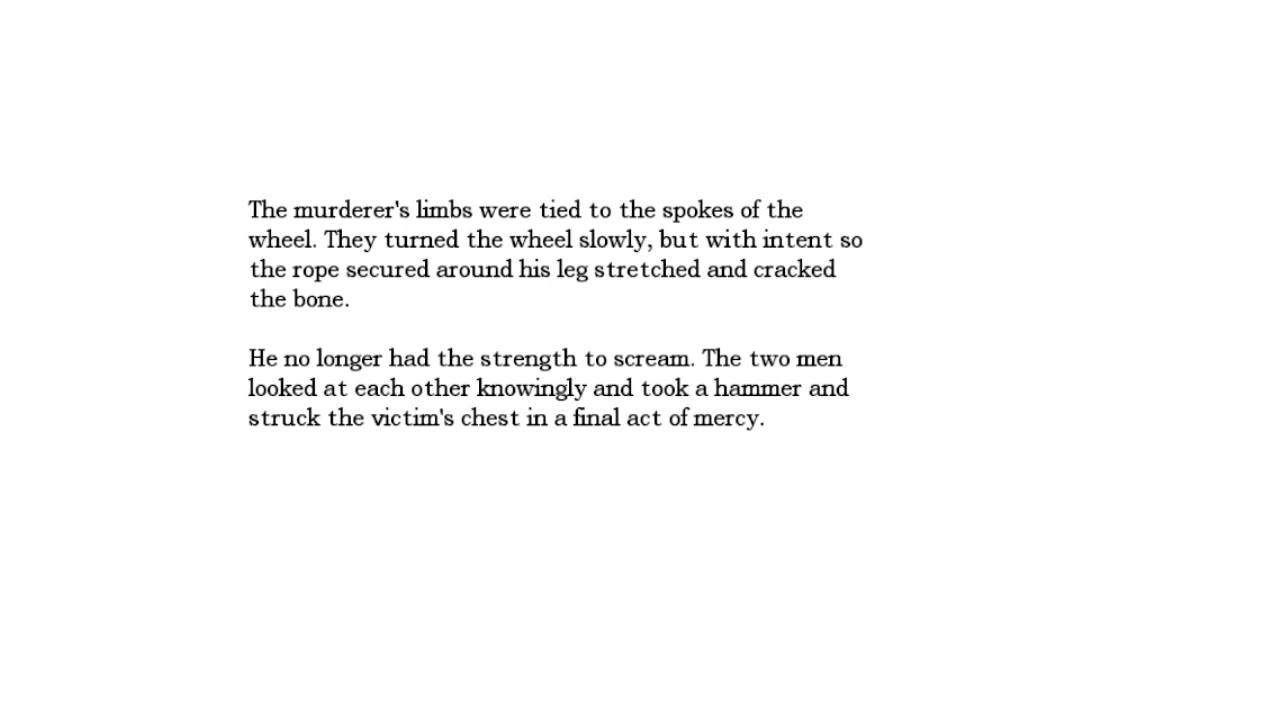 The murderer's limbs were tied to the spokes of the
wheel. They turned the wheel slowly, but with intent so
the rope secured around his leg stretched and cracked
the bone.
He no longer had the strength to scream. The two men
looked at each other knowingly and took a hammer and
struck the victim's chest in a final act of mercy.